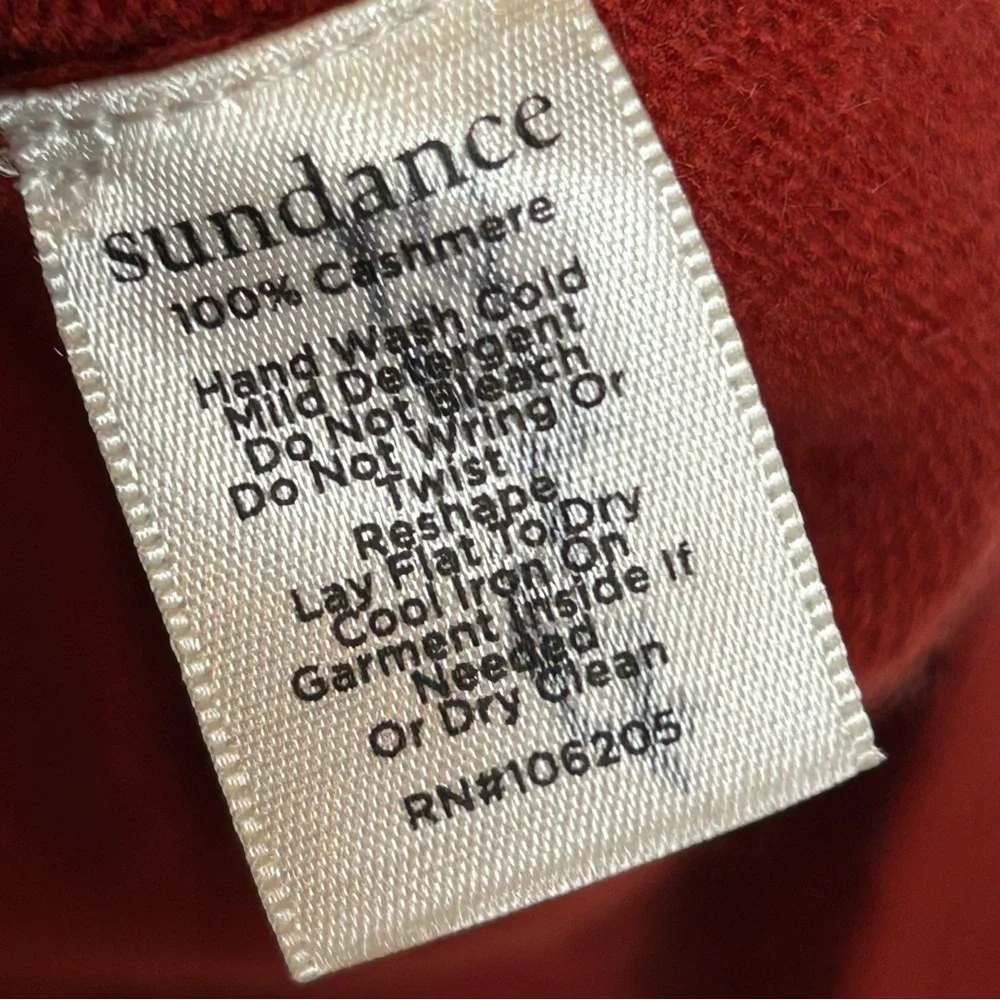 sundance
100% Cashmere
Hand Wash Cold
Mild Detergent
Do Not Bleach
Do Not Wring Or
Twist
Reshape
Lay Flat To Dry
Cool Iron On
Garment Inside If
Needed
Or Dry Clean
RN#106205